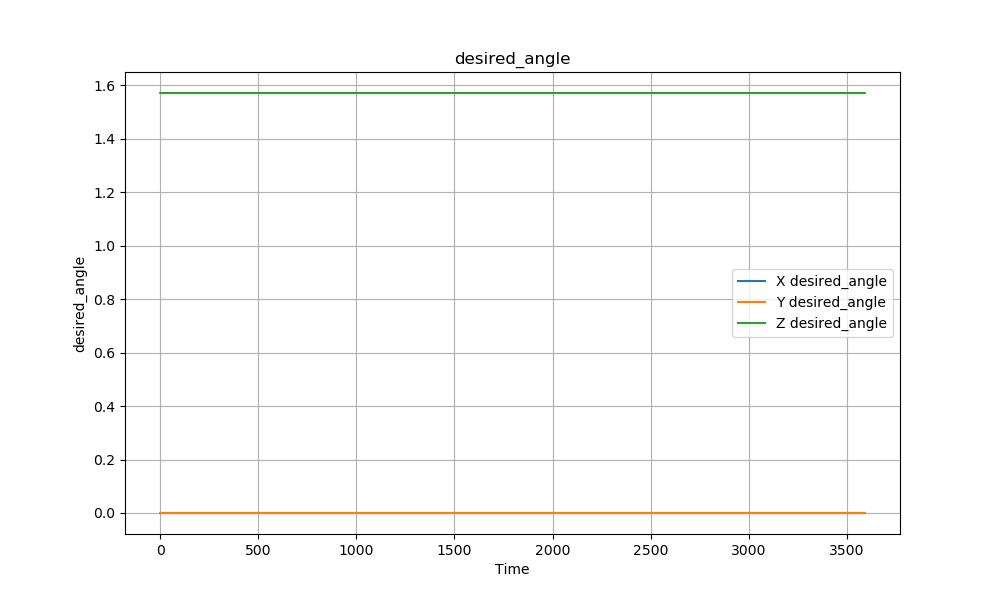 desired_angle
1.6
1.4
1.2
1.0
0.8
0.6
0.4
0.2
0.0
desired_angle
X desired_angle
Y desired_angle
Z desired_angle
0 500 1000 1500 2000 2500 3000 3500
Time